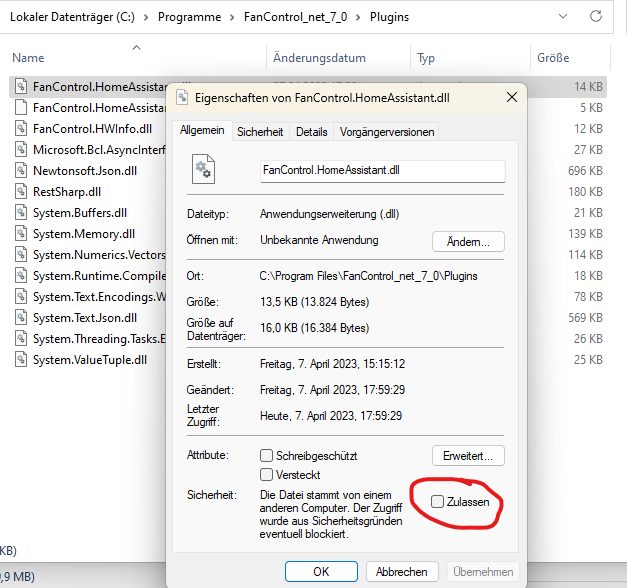 Lokaler Datenträger (C:) > Programme > FanControl_net_7_0 > Plugins
Name Änderungsdatum Typ Größe
FanControl.HomeAssistant.dll 14 KB
FanControl.HomeAssistan 5 KB
FanControl.HWInfo.dll 12 KB
Microsoft.Bcl.AsyncInterf 27 KB
Newtonsoft.Json.dll 696 KB
RestSharp.dll 180 KB
System.Buffers.dll 21 KB
System.Memory.dll 139 KB
System.Numerics.Vectors 114 KB
System.Runtime.Compile 18 KB
System.Text.Encodings.W 78 KB
System.Text.Json.dll 569 KB
System.Threading.Tasks.E 26 KB
System.ValueTuple.dll 25 KB
KB)
,9 MB)
Eigenschaften von FanControl.HomeAssistant.dll
Allgemein Sicherheit Details Vorgängerversionen
FanControl.HomeAssistant.dll
Dateityp: Anwendungserweiterung (.dll)
Öffnen mit: Unbekannte Anwendung Ändern...
Ort: C:\Program Files\FanControl_net_7_0\Plugins
Größe: 13,5 KB (13.824 Bytes)
Größe auf
Datenträger: 16,0 KB (16.384 Bytes)
Erstellt: Freitag, 7. April 2023, 15:15:12
Geändert: Freitag, 7. April 2023, 17:59:29
Letzter
Zugriff: Heute, 7. April 2023, 17:59:29
Attribute: Schreibgeschützt Erweitert...
Versteckt
Sicherheit: Die Datei stammt von einem
anderen Computer. Der Zugriff
wurde aus Sicherheitsgründen
eventuell blockiert.
Zulassen
OK Abbrechen Übernehmen